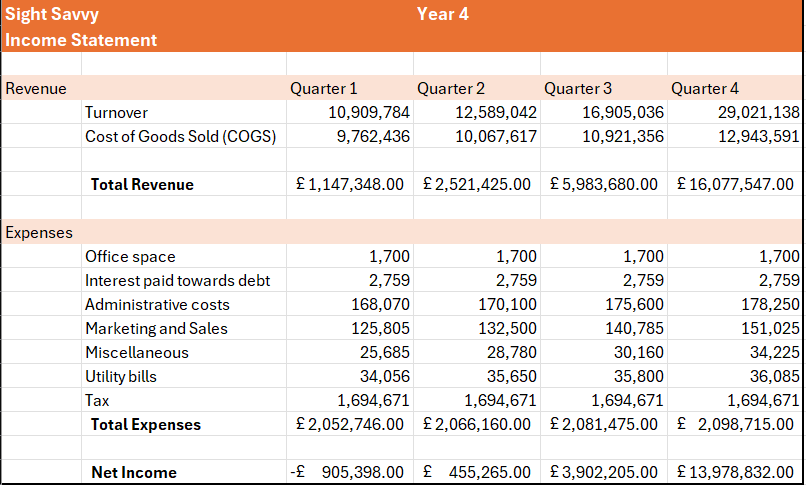 Sight Savvy Year 4
Income Statement
Revenue Quarter 1 Quarter 2 Quarter 3 Quarter 4
Turnover 10,909,784 12,589,042 16,905,036 29,021,138
Cost of Goods Sold (COGS) 9,762,436 10,067,617 10,921,356 12,943,591
Total Revenue £ 1,147,348.00 £ 2,521,425.00 £ 5,983,680.00 £ 16,077,547.00
Expenses
Office space 1,700 1,700 1,700 1,700
Interest paid towards debt 2,759 2,759 2,759 2,759
Administrative costs 168,070 170,100 175,600 178,250
Marketing and Sales 125,805 132,500 140,785 151,025
Miscellaneous 25,685 28,780 30,160 34,225
Utility bills 34,056 35,650 35,800 36,085
Tax 1,694,671 1,694,671 1,694,671 1,694,671
Total Expenses £ 2,052,746.00 £ 2,066,160.00 £ 2,081,475.00 £ 2,098,715.00
Net Income -£ 905,398.00 £ 455,265.00 £ 3,902,205.00 £ 13,978,832.00